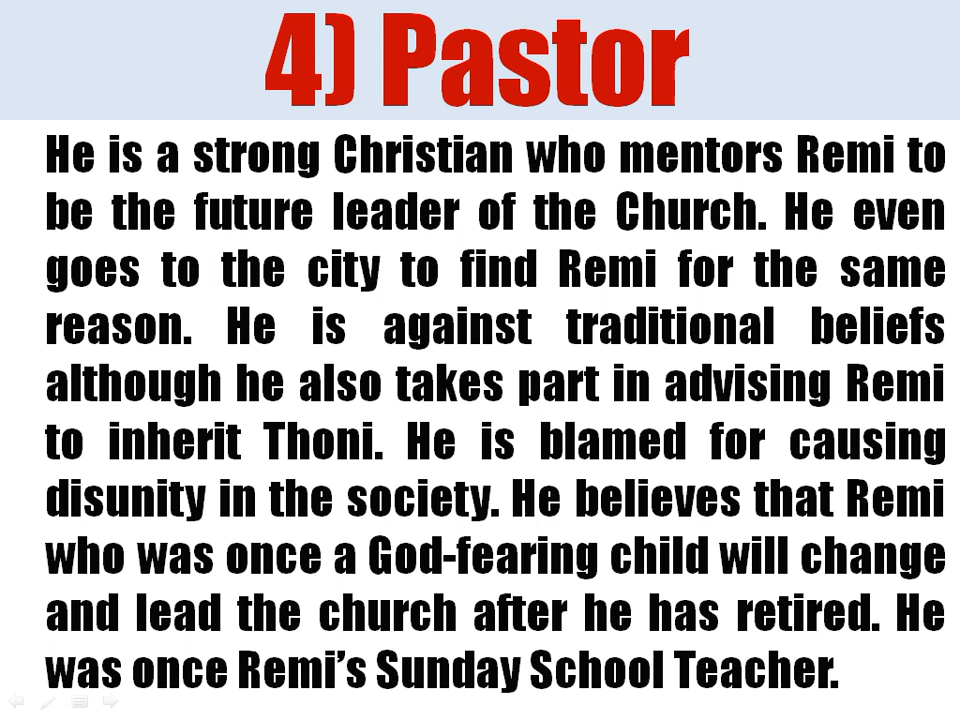 4) Pastor
He is a strong Christian who mentors Remi to
be the future leader of the Church. He even
goes to the city to find Remi for the same
reason. He is against traditional beliefs
although he also takes part in advising Remi
to inherit Thoni. He is blamed for causing
disunity in the society. He believes that Remi
who was once a God-fearing child will change
and lead the church after he has retired. He
was once Remi’s Sunday School Teacher.